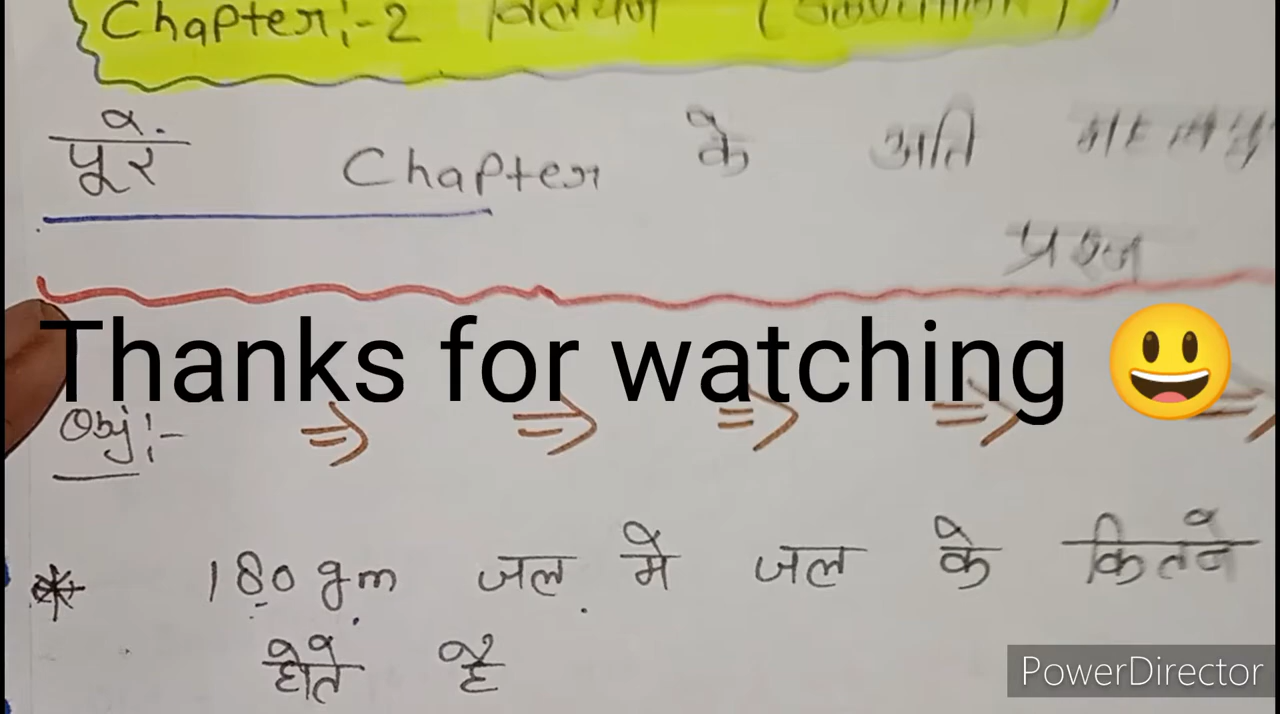 Chapter:-2 विलयन
पूरे Chapter के अति
प्रश्न
Thanks for watching 😃
Obj:- ⇒ ⇒ ⇒ ⇒ ⇒
* 180 gm जल मे जल के कितने
होते है
PowerDirector